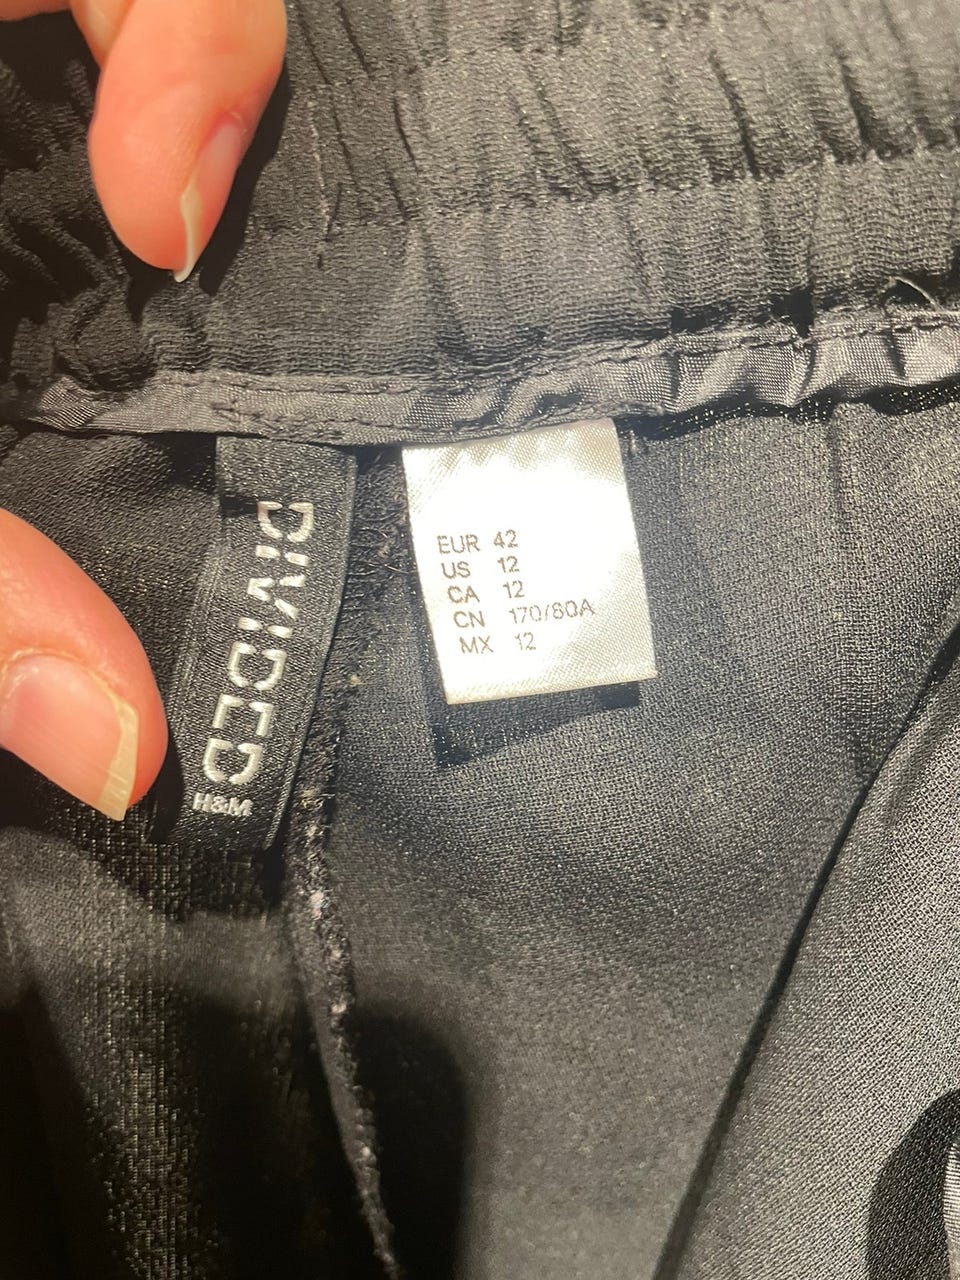 DIVIDED
H&M
EUR 42
US 12
CA 12
CN 170/80A
MX 12